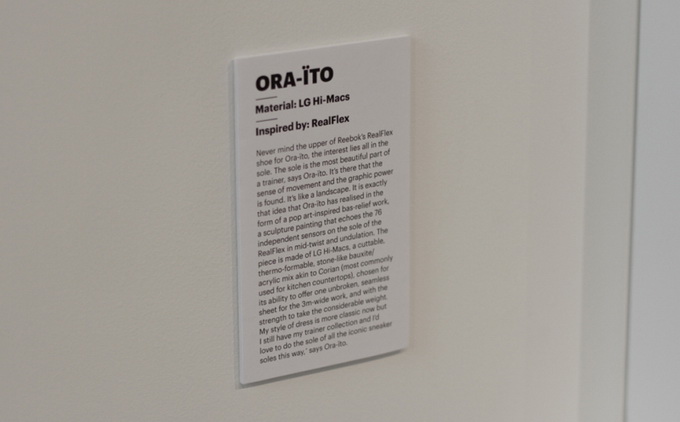 ORA-ÏTO
Material: LG Hi-Macs
Inspired by: RealFlex
Never mind the upper of Reebok's RealFlex
shoe for Ora-ïto, the interest lies all in the
sole. The sole is the most beautiful part of
a trainer, says Ora-ïto. It's there that the
sense of movement and the graphic power
is found. It's like a landscape. It is exactly
that idea that Ora-ïto has realised in the
form of a pop art-inspired bas-relief work,
a sculpture painting that echoes the 76
independent sensors on the sole of the
RealFlex in mid-twist and undulation. The
piece is made of LG Hi-Macs, a cuttable,
thermo-formable, stone-like bauxite/
acrylic mix akin to Corian (most commonly
used for kitchen countertops), chosen for
its ability to offer one unbroken, seamless
sheet for the 3m-wide work, and with the
strength to take the considerable weight.
My style of dress is more classic now but
I still have my trainer collection and I'd
love to do the sole of all the iconic sneaker
soles this way,' says Ora-ïto.